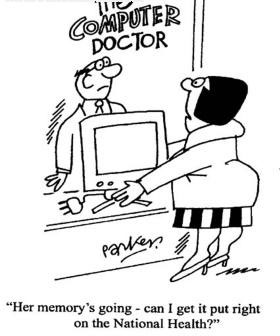 THE
COMPUTER
DOCTOR
Parker.
"Her memory's going - can I get it put right
on the National Health?"